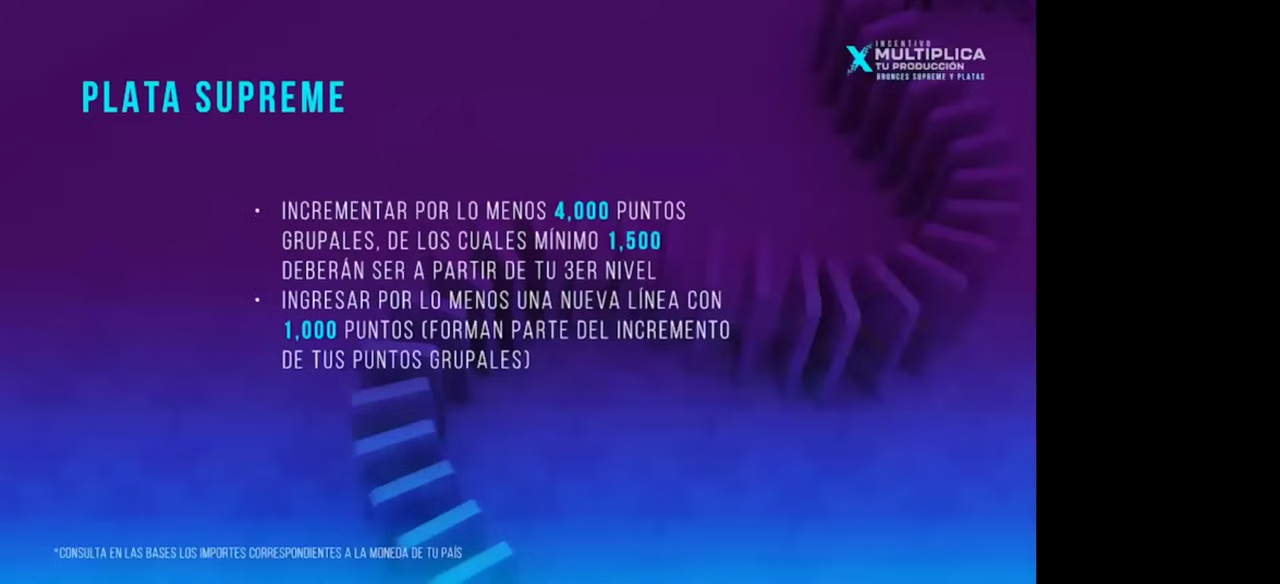 INCENTIVO
X MULTIPLICA
TU PRODUCCIÓN
BRONCES SUPREME Y PLATAS
PLATA SUPREME
• INCREMENTAR POR LO MENOS 4,000 PUNTOS
GRUPALES, DE LOS CUALES MÍNIMO 1,500
DEBERÁN SER A PARTIR DE TU 3ER NIVEL
• INGRESAR POR LO MENOS UNA NUEVA LÍNEA CON
1,000 PUNTOS (FORMAN PARTE DEL INCREMENTO
DE TUS PUNTOS GRUPALES)
*CONSULTA EN LAS BASES LOS IMPORTES CORRESPONDIENTES A LA MONEDA DE TU PAÍS